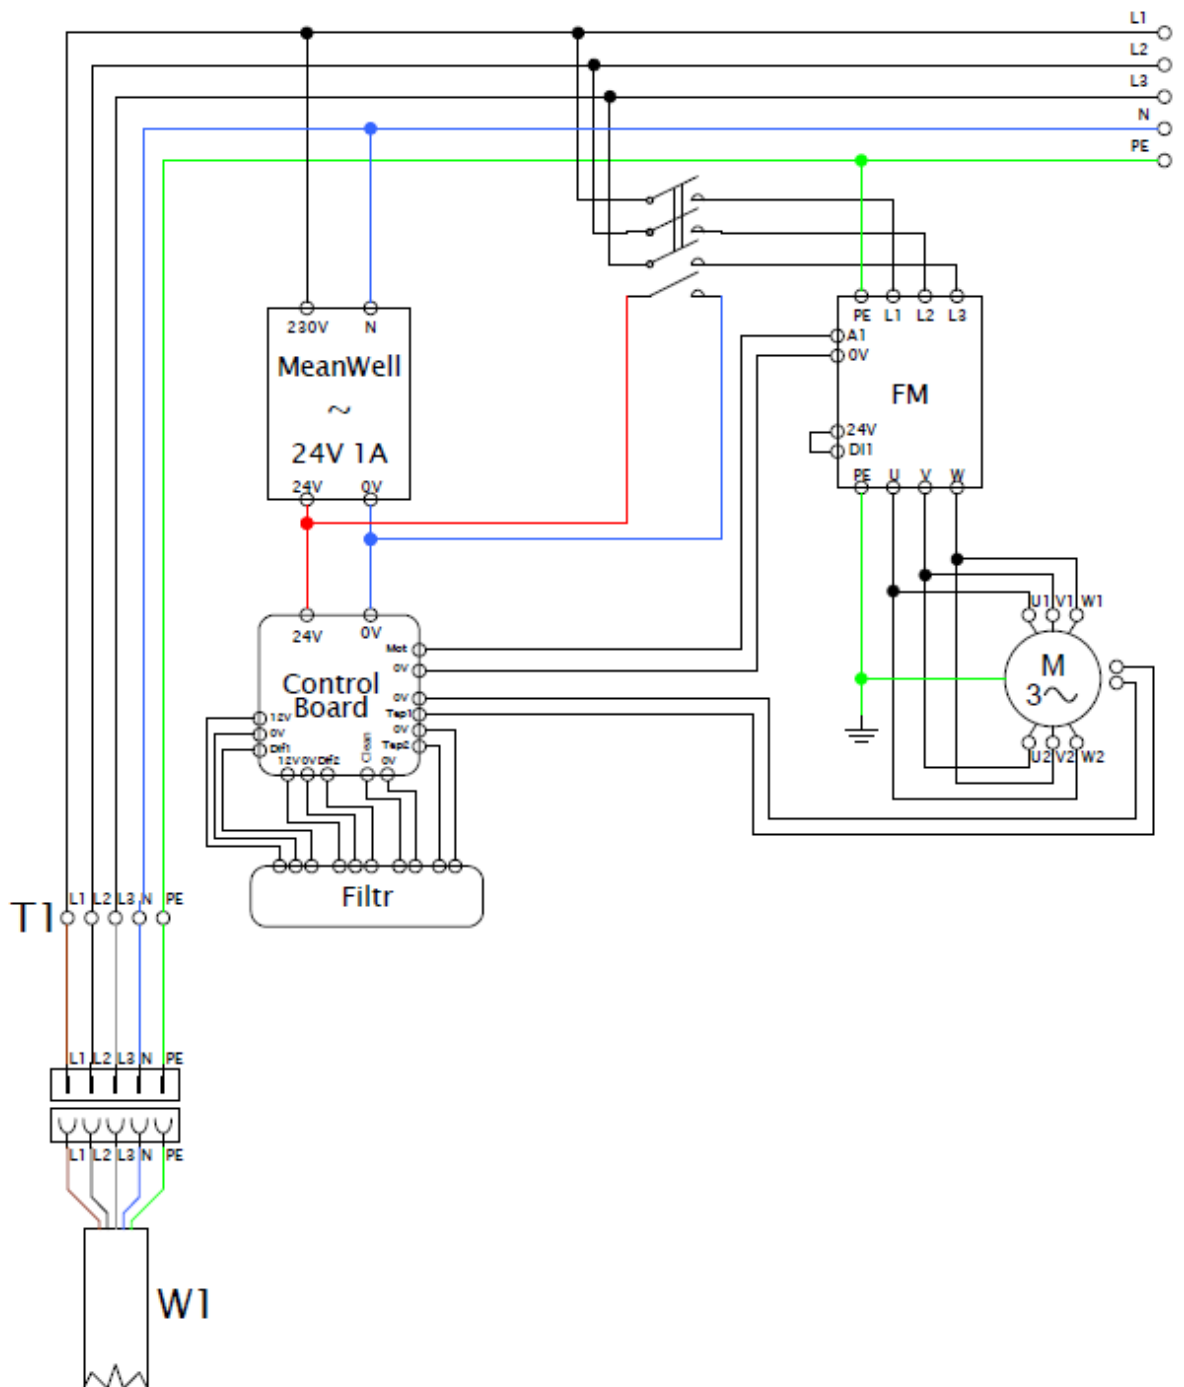 L1
L2
L3
N
PE
230V N
MeanWell
~
24V 1A
24V 0V
PE L1 L2 L3
A1
0V
FM
24V
DI1
PE U V W
U1 V1 W1
M
3~
U2 V2 W2
24V 0V
Mot
0V
Control
Board
0V
Tep1
0V
Tep2
12V
0V
Dif1
12V 0V Dif2 Clean 0V
Filtr
T1 L1 L2 L3 N PE
L1 L2 L3 N PE
L1 L2 L3 N PE
W1